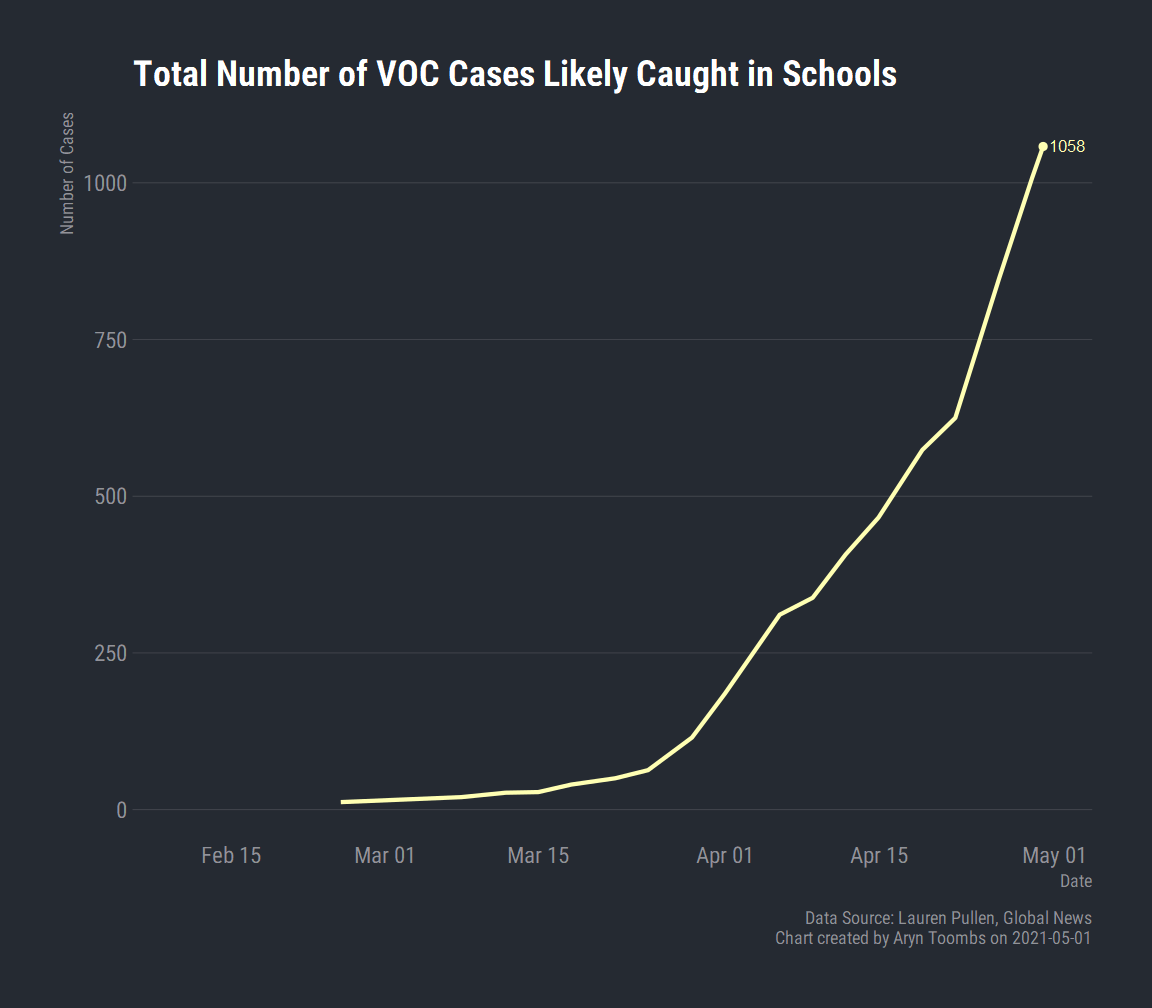 Total Number of VOC Cases Likely Caught in Schools
Number of Cases
1058
1000
750
500
250
0
Feb 15
Mar 01
Mar 15
Apr 01
Apr 15
May 01
Date
Data Source: Lauren Pullen, Global News
Chart created by Aryn Toombs on 2021-05-01